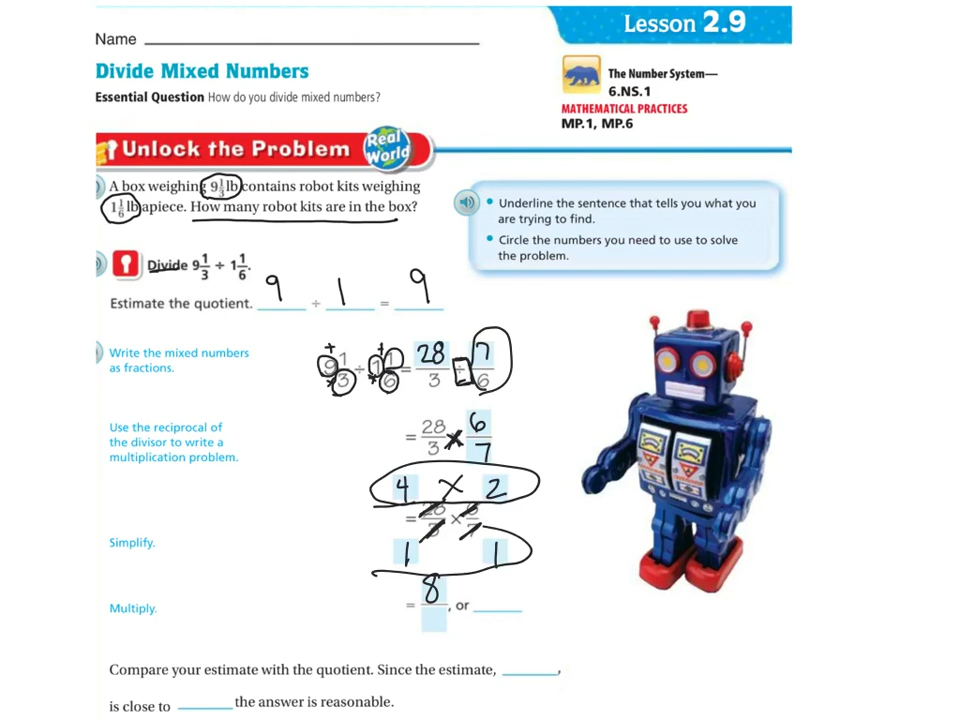 Lesson 2.9
Name
Divide Mixed Numbers
Essential Question How do you divide mixed numbers?
The Number System—
6.NS.1
MATHEMATICAL PRACTICES
MP.1, MP.6
Unlock the Problem
Real World
A box weighing 9 1/3 lb contains robot kits weighing
1 1/6 lb apiece. How many robot kits are in the box?
• Underline the sentence that tells you what you
are trying to find.
• Circle the numbers you need to use to solve
the problem.
Divide 9 1/3 ÷ 1 1/6.
Estimate the quotient. 9 ÷ 1 = 9
Write the mixed numbers
as fractions.
9 1/3 ÷ 1 1/6 = 28/3 ÷ 7/6
Use the reciprocal of
the divisor to write a
multiplication problem.
= 28/3 × 6/7
4 × 2
= 28/3 × 6/7
Simplify.
1 1
Multiply.
= 8/ , or
Compare your estimate with the quotient. Since the estimate, ,
is close to the answer is reasonable.